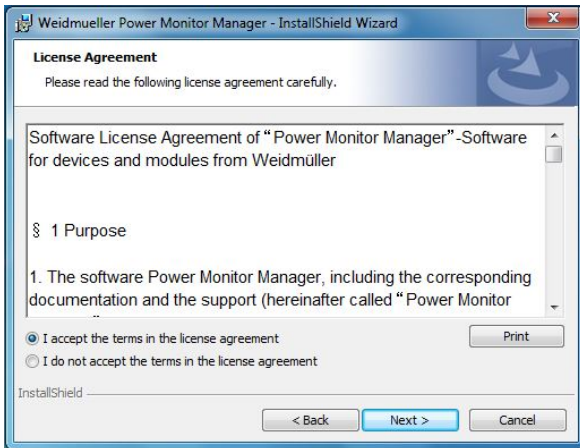 Weidmueller Power Monitor Manager - InstallShield Wizard
License Agreement
Please read the following license agreement carefully.
Software License Agreement of “Power Monitor Manager”-Software
for devices and modules from Weidmüller
§ 1 Purpose
1. The software Power Monitor Manager, including the corresponding
documentation and the support (hereinafter called “Power Monitor
I accept the terms in the license agreement
Print
I do not accept the terms in the license agreement
InstallShield
< Back
Next >
Cancel